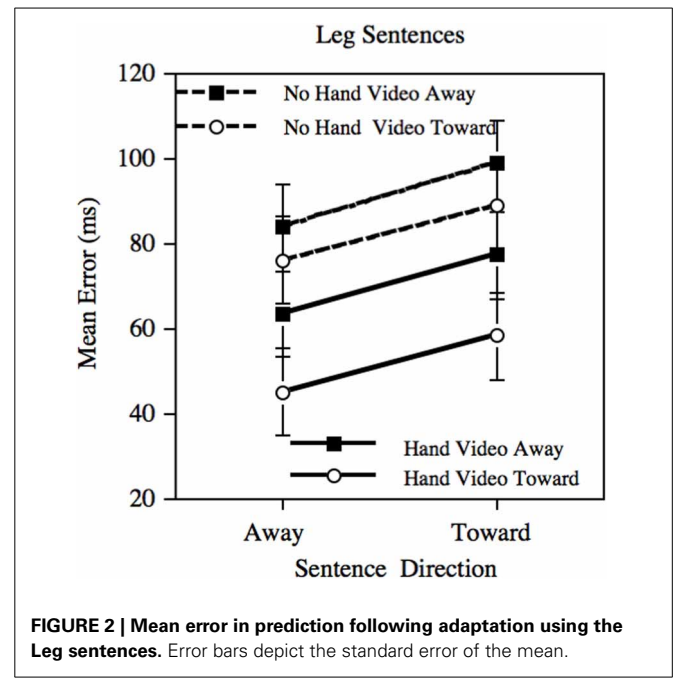 Leg Sentences
120
No Hand Video Away
No Hand Video Toward
100
80
Mean Error (ms)
60
40
Hand Video Away
Hand Video Toward
20
Away Toward
Sentence Direction
FIGURE 2 | Mean error in prediction following adaptation using the
Leg sentences. Error bars depict the standard error of the mean.